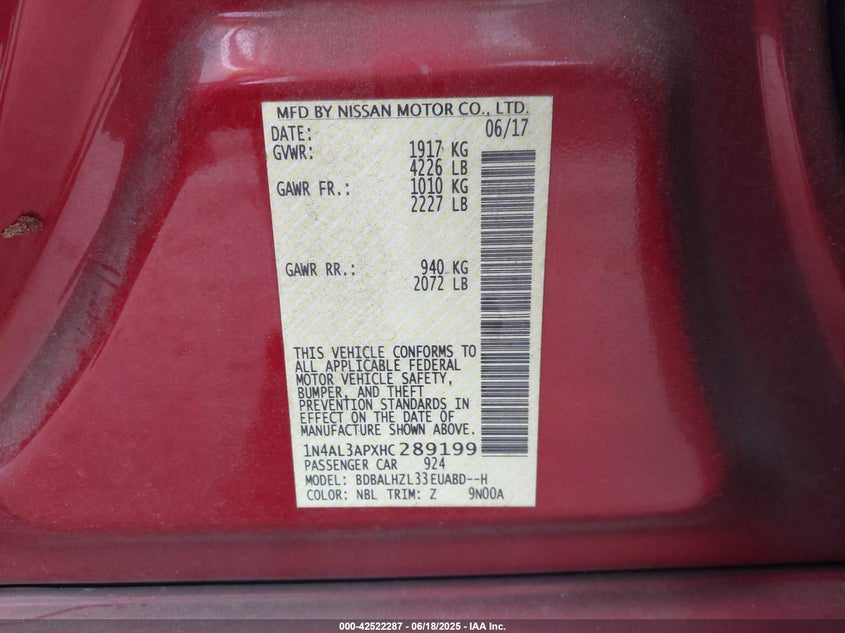 MFD BY NISSAN MOTOR CO., LTD.
DATE: 06/17
GVWR: 1917 KG
4226 LB
GAWR FR.: 1010 KG
2227 LB
GAWR RR.: 940 KG
2072 LB
THIS VEHICLE CONFORMS TO
ALL APPLICABLE FEDERAL
MOTOR VEHICLE SAFETY,
BUMPER, AND THEFT
PREVENTION STANDARDS IN
EFFECT ON THE DATE OF
MANUFACTURE SHOWN ABOVE.
1N4AL3APXHC289199
PASSENGER CAR 924
MODEL: BDBALHZL33EUABD--H
COLOR: NBL TRIM: Z 9N00A
000-42522287 - 06/18/2025 - IAA Inc.